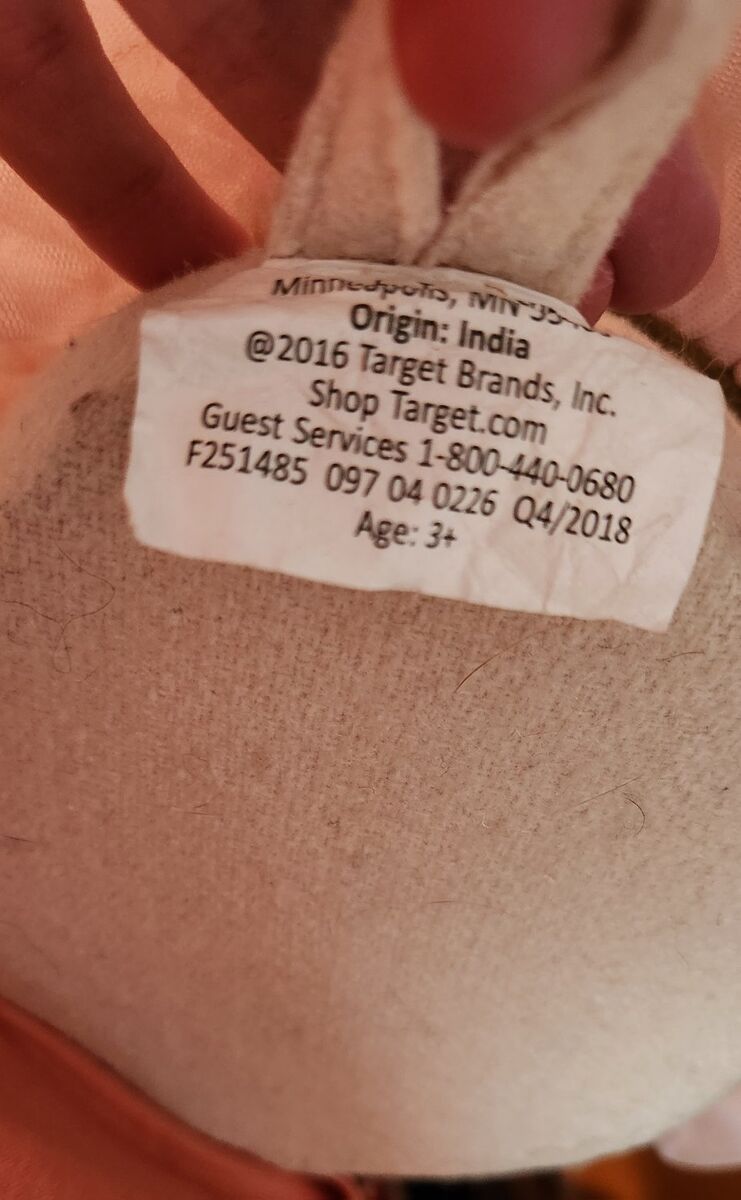 Minneapolis, MN
Origin: India
@2016 Target Brands, Inc.
Shop Target.com
Guest Services 1-800-440-0680
F251485 097 04 0226 Q4/2018
Age: 3+